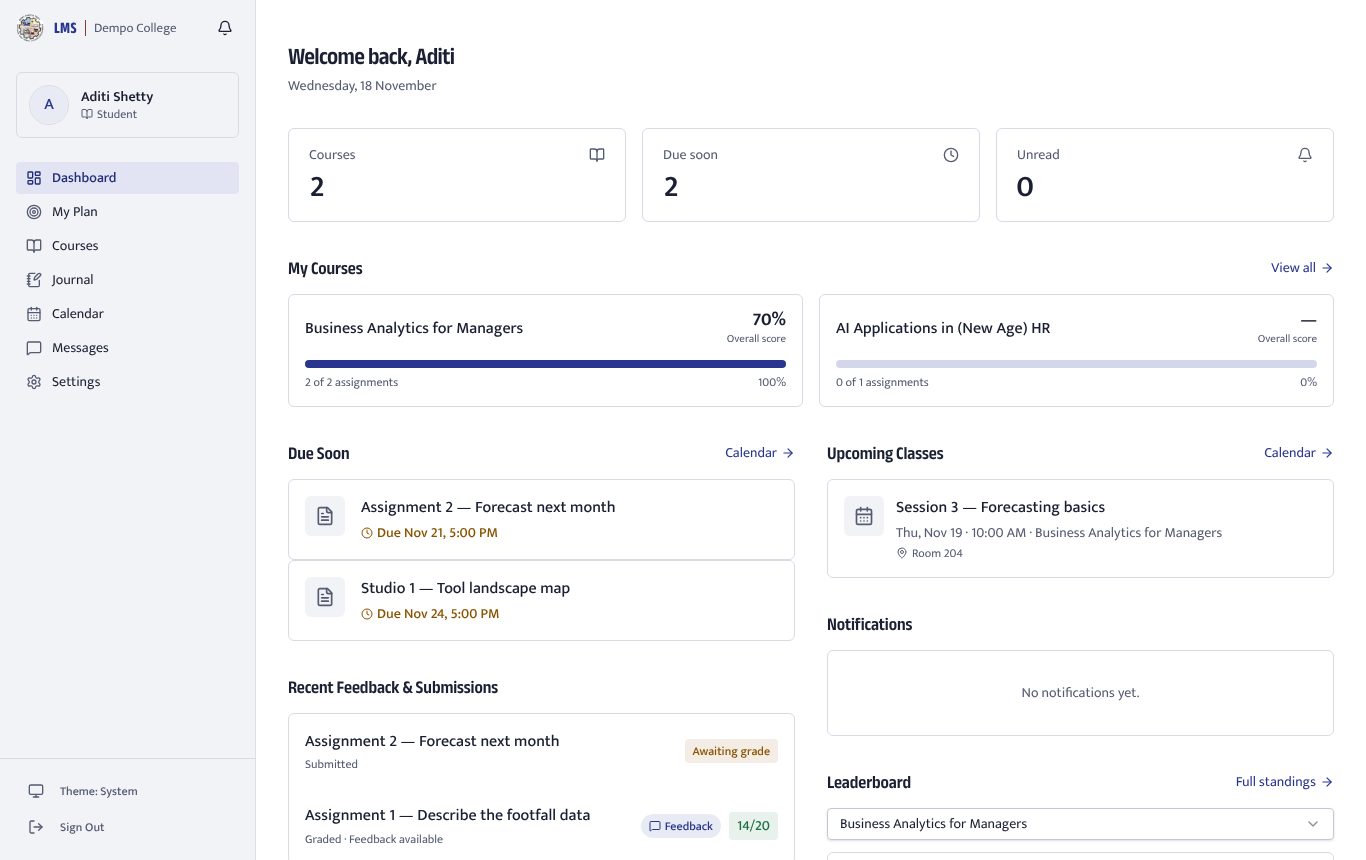 LMS | Dempo College
A
Aditi Shetty
Student
Dashboard
My Plan
Courses
Journal
Calendar
Messages
Settings
Theme: System
Sign Out
Welcome back, Aditi
Wednesday, 18 November
Courses
2
Due soon
2
Unread
0
My Courses
View all →
Business Analytics for Managers
70%
Overall score
2 of 2 assignments
100%
AI Applications in (New Age) HR
—
Overall score
0 of 1 assignments
0%
Due Soon
Calendar →
Assignment 2 — Forecast next month
Due Nov 21, 5:00 PM
Studio 1 — Tool landscape map
Due Nov 24, 5:00 PM
Recent Feedback & Submissions
Assignment 2 — Forecast next month
Submitted
Awaiting grade
Assignment 1 — Describe the footfall data
Graded · Feedback available
Feedback
14/20
Upcoming Classes
Calendar →
Session 3 — Forecasting basics
Thu, Nov 19 · 10:00 AM · Business Analytics for Managers
Room 204
Notifications
No notifications yet.
Leaderboard
Full standings →
Business Analytics for Managers